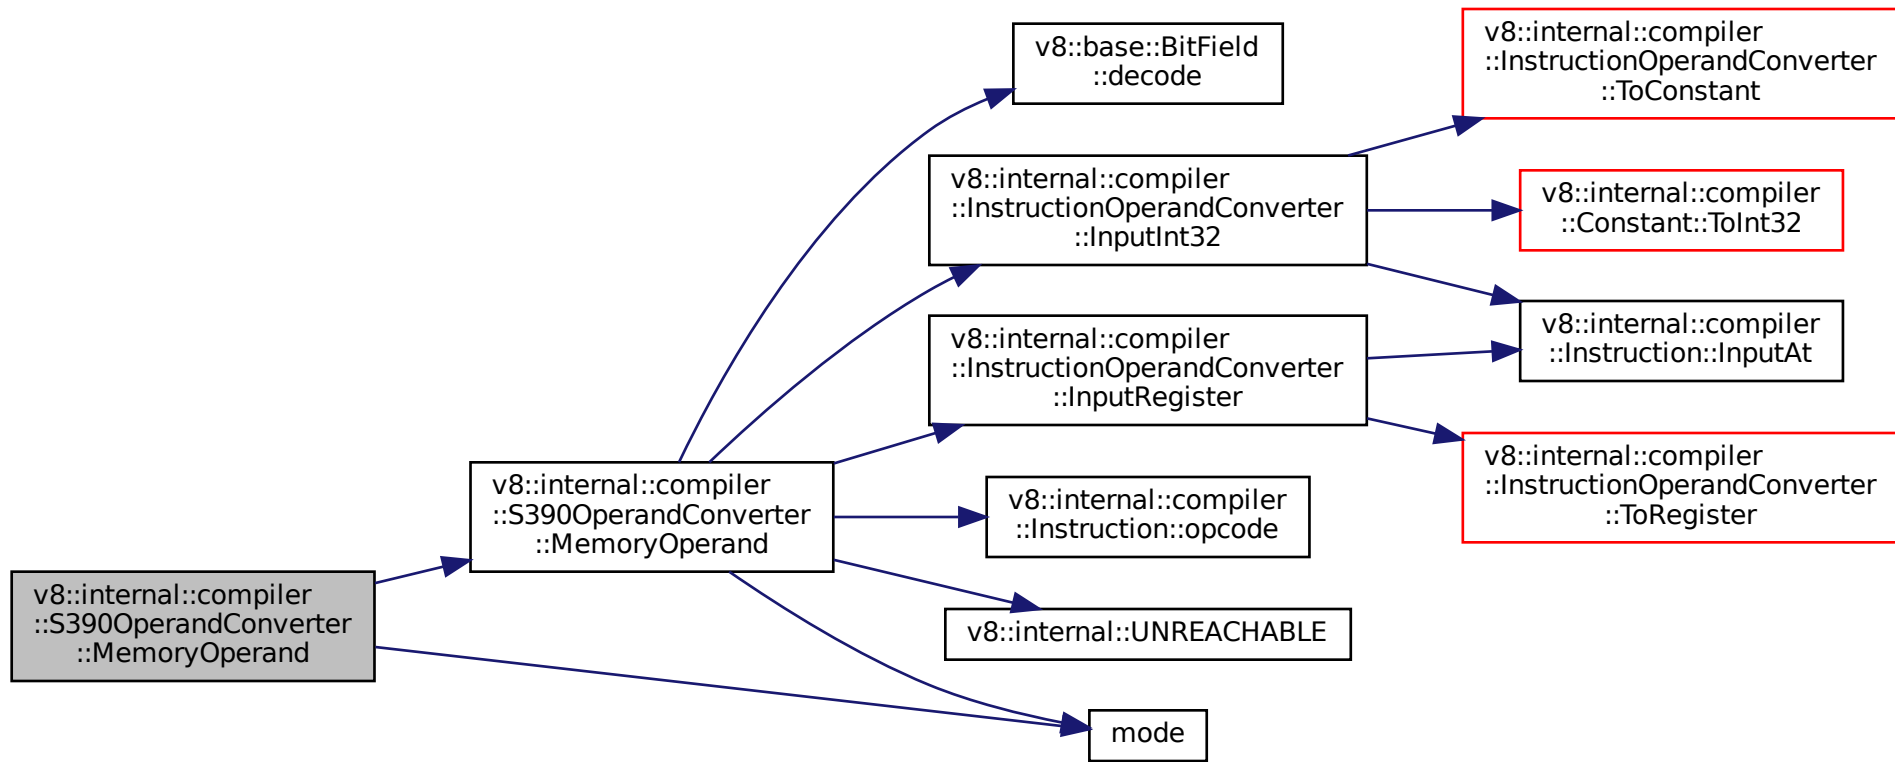 v8::internal::compiler
::S390OperandConverter
::MemoryOperand
v8::internal::compiler
::S390OperandConverter
::MemoryOperand
v8::base::BitField
::decode
v8::internal::compiler
::InstructionOperandConverter
::InputInt32
v8::internal::compiler
::InstructionOperandConverter
::InputRegister
v8::internal::compiler
::Instruction::opcode
v8::internal::UNREACHABLE
mode
v8::internal::compiler
::InstructionOperandConverter
::ToConstant
v8::internal::compiler
::Constant::ToInt32
v8::internal::compiler
::Instruction::InputAt
v8::internal::compiler
::InstructionOperandConverter
::ToRegister